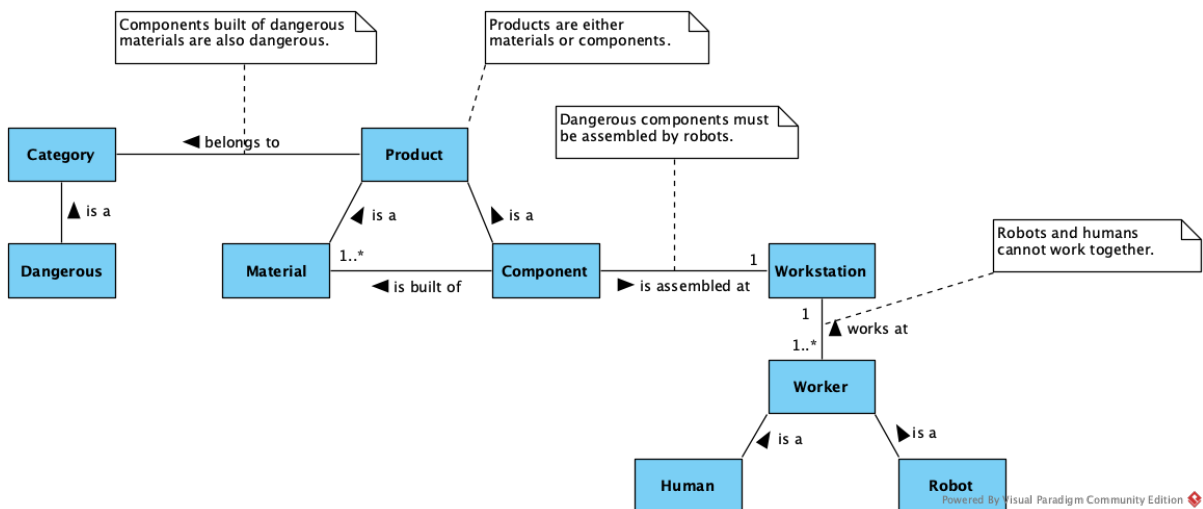 Components built of dangerous
materials are also dangerous.
Products are either
materials or components.
Dangerous components must
be assembled by robots.
Category
◀ belongs to
Product
▲ is a
▲ is a
▲ is a
Robots and humans
cannot work together.
Dangerous
Material
1..*
◀ is built of
Component
▶ is assembled at
1
Workstation
1
▲ works at
1..*
Worker
▲ is a
▲ is a
Human
Robot
Powered By Visual Paradigm Community Edition